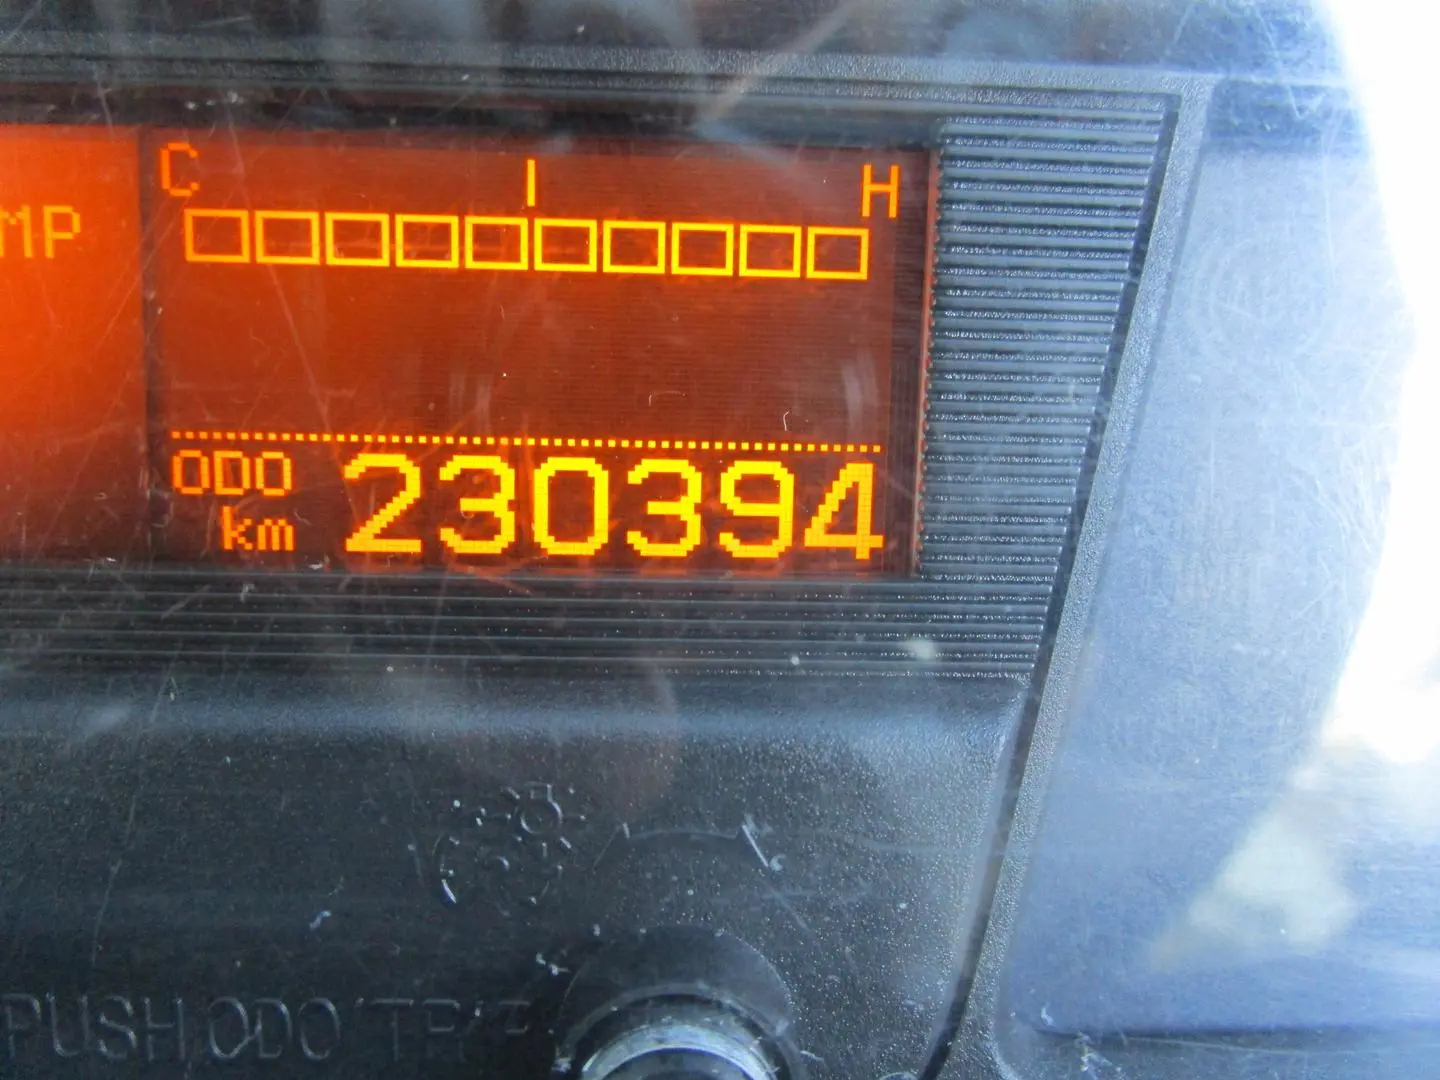 C H
MP
ODO 230394
km
PUSH ODO/TRIP